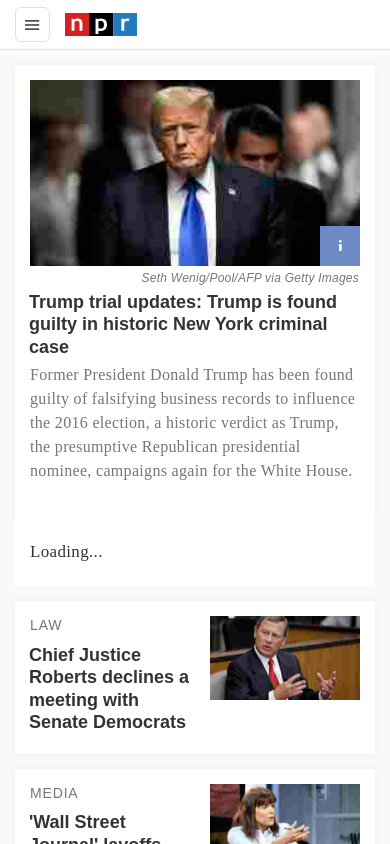 npr
Seth Wenig/Pool/AFP via Getty Images
Trump trial updates: Trump is found
guilty in historic New York criminal
case
Former President Donald Trump has been found
guilty of falsifying business records to influence
the 2016 election, a historic verdict as Trump,
the presumptive Republican presidential
nominee, campaigns again for the White House.
Loading...
LAW
Chief Justice
Roberts declines a
meeting with
Senate Democrats
MEDIA
'Wall Street
Journal' layoffs